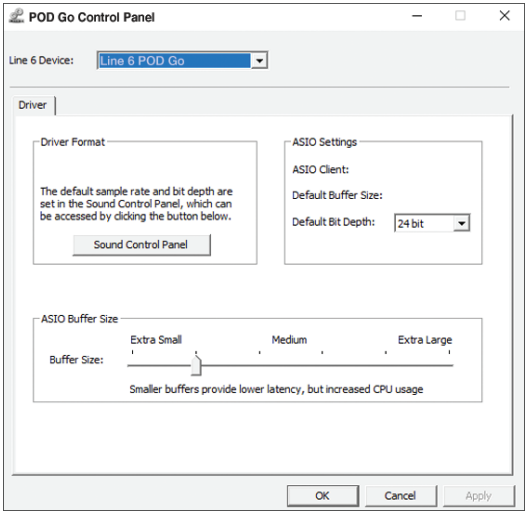 POD Go Control Panel
Line 6 Device: Line 6 POD Go
Driver
Driver Format
The default sample rate and bit depth are
set in the Sound Control Panel, which can
be accessed by clicking the button below.
Sound Control Panel
ASIO Settings
ASIO Client:
Default Buffer Size:
Default Bit Depth: 24 bit
ASIO Buffer Size
Extra Small Medium Extra Large
Buffer Size:
Smaller buffers provide lower latency, but increased CPU usage
OK Cancel Apply